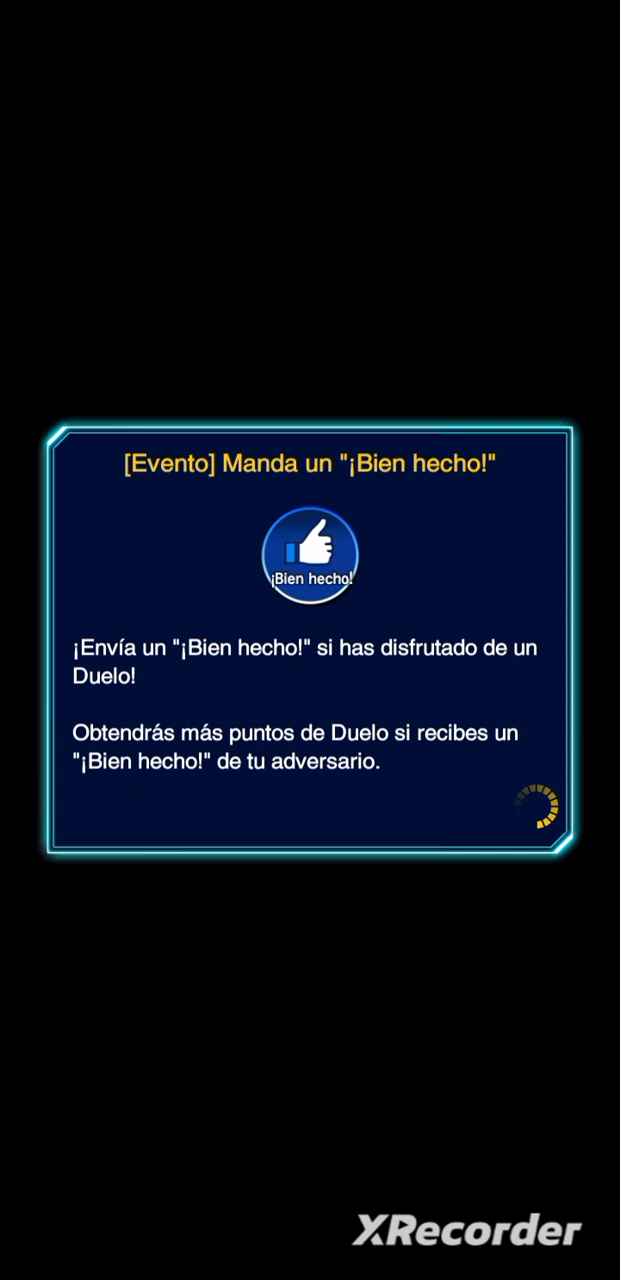 [Evento] Manda un "¡Bien hecho!"
¡Bien hecho!
¡Envía un "¡Bien hecho!" si has disfrutado de un
Duelo!
Obtendrás más puntos de Duelo si recibes un
"¡Bien hecho!" de tu adversario.
XRecorder